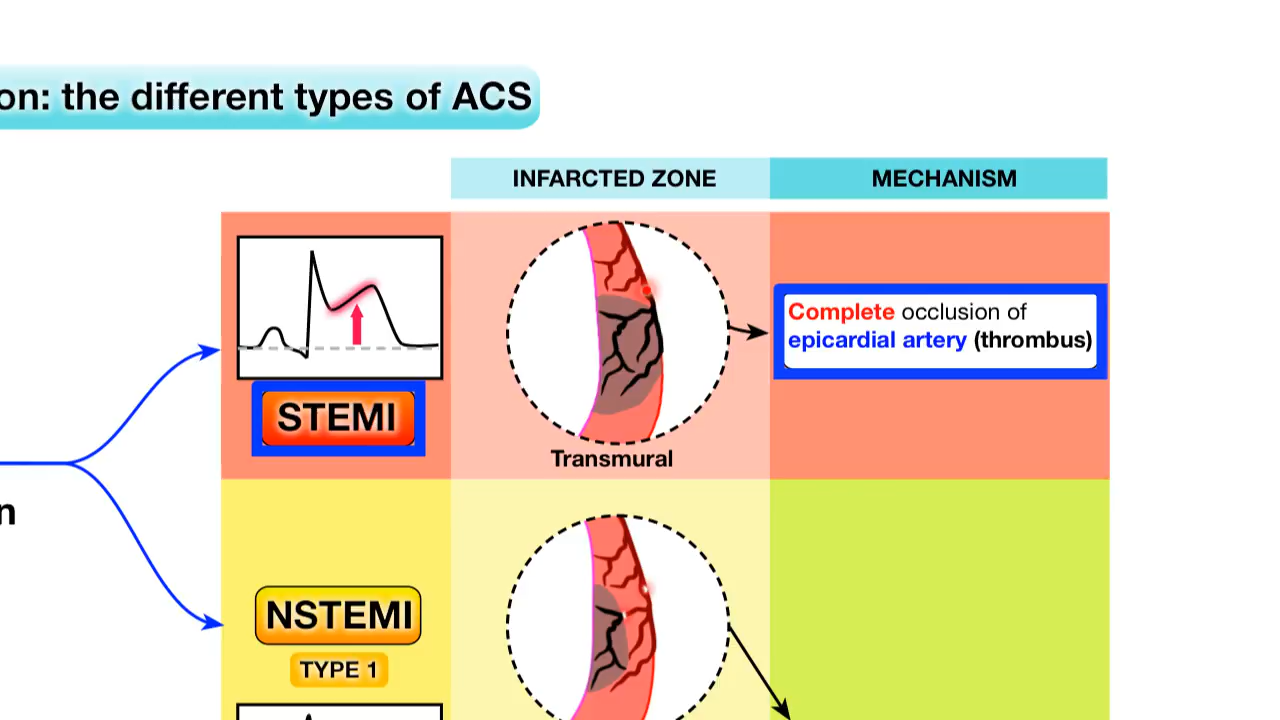 on: the different types of ACS
INFARCTED ZONE
MECHANISM
Complete occlusion of
epicardial artery (thrombus)
STEMI
Transmural
n
NSTEMI
TYPE 1